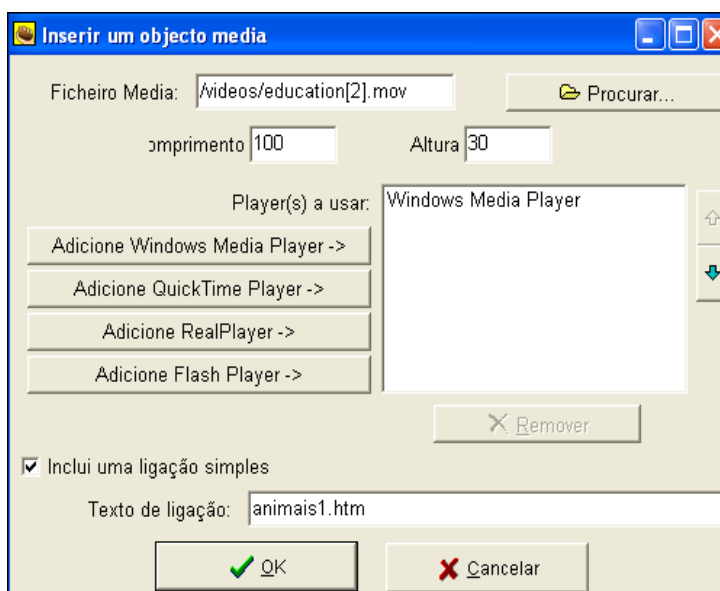 Inserir um objecto media
Ficheiro Media: /videos/education[2].mov Procurar...
omprimento 100 Altura 30
Player(s) a usar: Windows Media Player
Adicione Windows Media Player ->
Adicione QuickTime Player ->
Adicione RealPlayer ->
Adicione Flash Player ->
Remover
Inclui uma ligação simples
Texto de ligação: animais1.htm
OK Cancelar